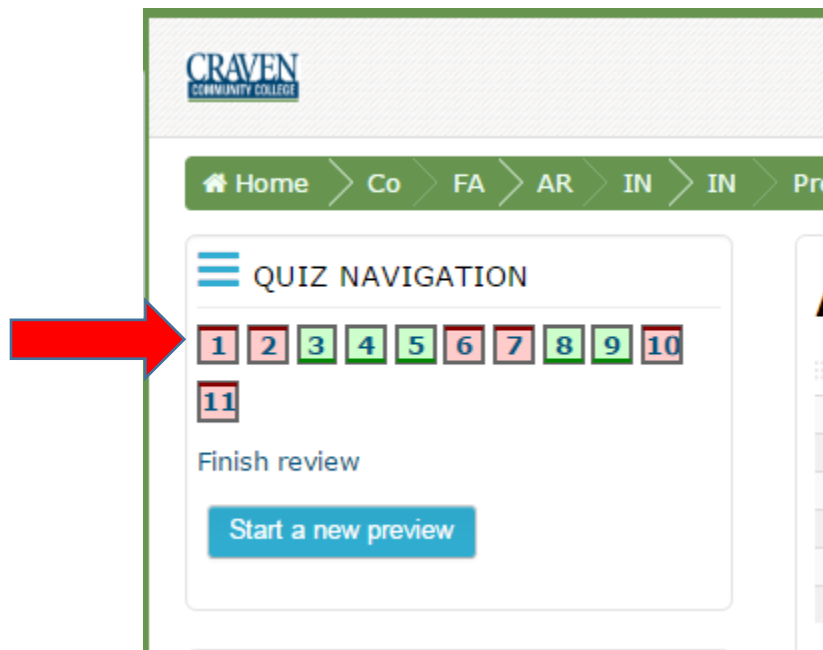 CRAVEN
COMMUNITY COLLEGE
Home Co FA AR IN IN Pr
QUIZ NAVIGATION
1 2 3 4 5 6 7 8 9 10
11
Finish review
Start a new preview